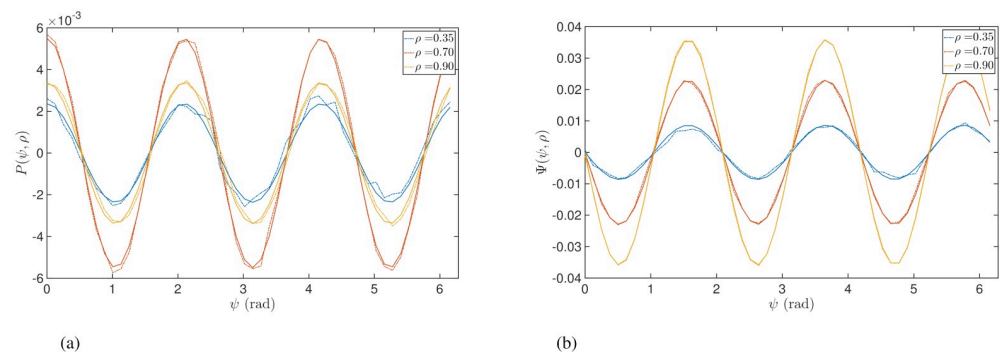 ×10⁻³
6
4
2
0
-2
-4
-6
P(ψ, ρ)
0 1 2 3 4 5 6
ψ (rad)
ρ =0.35
ρ =0.70
ρ =0.90
(a)
0.04
0.03
0.02
0.01
0
-0.01
-0.02
-0.03
-0.04
Ψ(ψ, ρ)
0 1 2 3 4 5 6
ψ (rad)
ρ =0.35
ρ =0.70
ρ =0.90
(b)